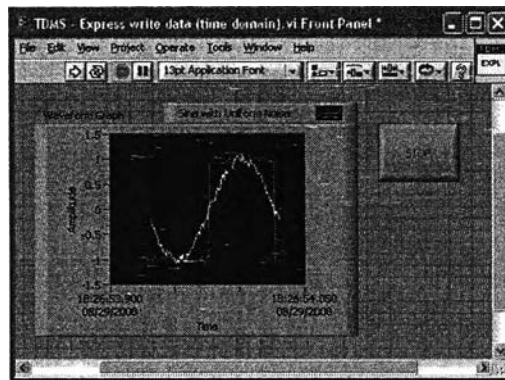 TDMS - Express write data (time domain).vi Front Panel *
File Edit View Project Operate Tools Window Help
13pt Application Font
EXPL
Waveform Graph
Sine with Uniform Noise
STOP
1.5
1
0.5
0
-0.5
-1
-1.5
Amplitude
18:26:53.900
08/29/2008
18:26:54.050
08/29/2008
Time